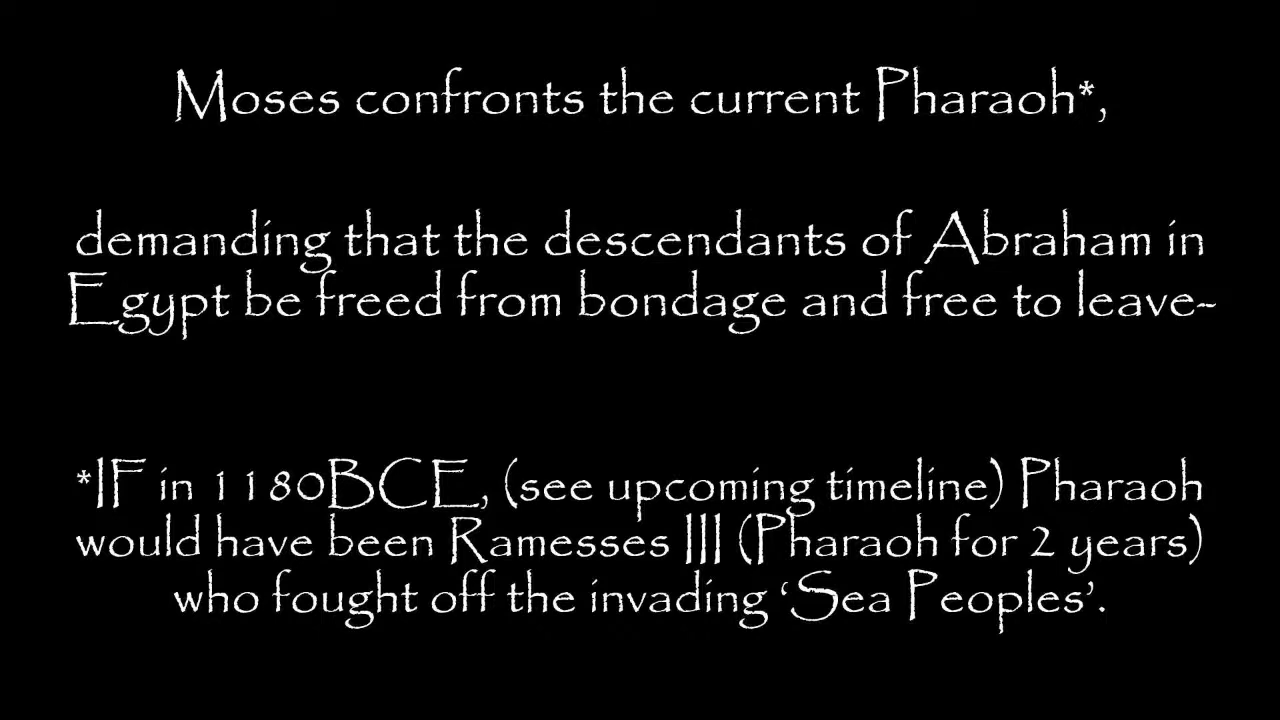 Moses confronts the current Pharaoh*,
demanding that the descendants of Abraham in
Egypt be freed from bondage and free to leave-
*IF in 1180BCE, (see upcoming timeline) Pharaoh
would have been Ramesses III (Pharaoh for 2 years)
who fought off the invading ‘Sea Peoples’.